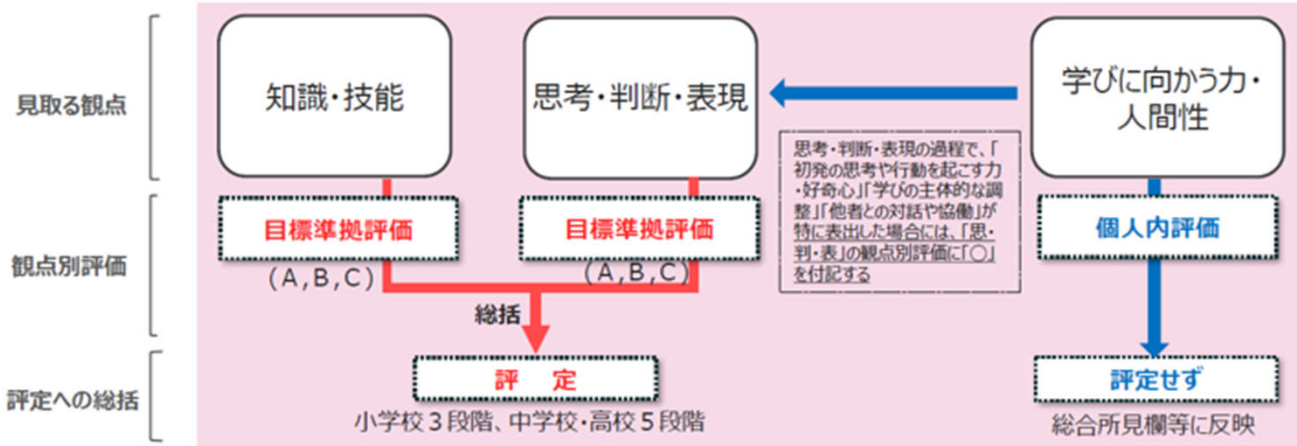 見取る観点
知識・技能
思考・判断・表現
学びに向かう力・
人間性
思考・判断・表現の過程で、「
初発の思考や行動を起こす力
・好奇心」「学びの主体的な調
整」「他者との対話や協働」が
特に表出した場合には、「思・
判・表」の観点別評価に「○」
を付記する
観点別評価
目標準拠評価
(A,B,C)
目標準拠評価
(A,B,C)
個人内評価
総括
評定への総括
評 定
小学校3段階、中学校・高校5段階
評定せず
総合所見欄等に反映